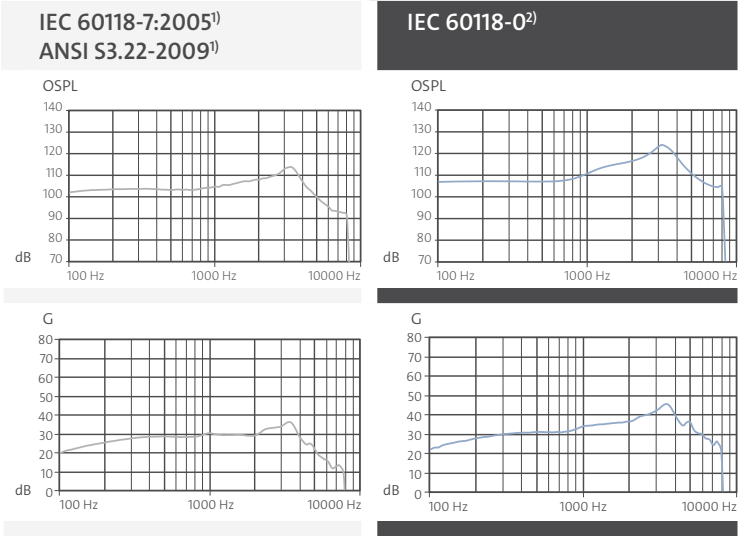 IEC 60118-7:2005¹⁾
ANSI S3.22-2009¹⁾
OSPL
140
130
120
110
100
90
80
dB 70
100 Hz 1000 Hz 10000 Hz
G
80
70
60
50
40
30
20
10
dB 0
100 Hz 1000 Hz 10000 Hz
IEC 60118-0²⁾
OSPL
140
130
120
110
100
90
80
dB 70
100 Hz 1000 Hz 10000 Hz
G
80
70
60
50
40
30
20
10
dB 0
100 Hz 1000 Hz 10000 Hz